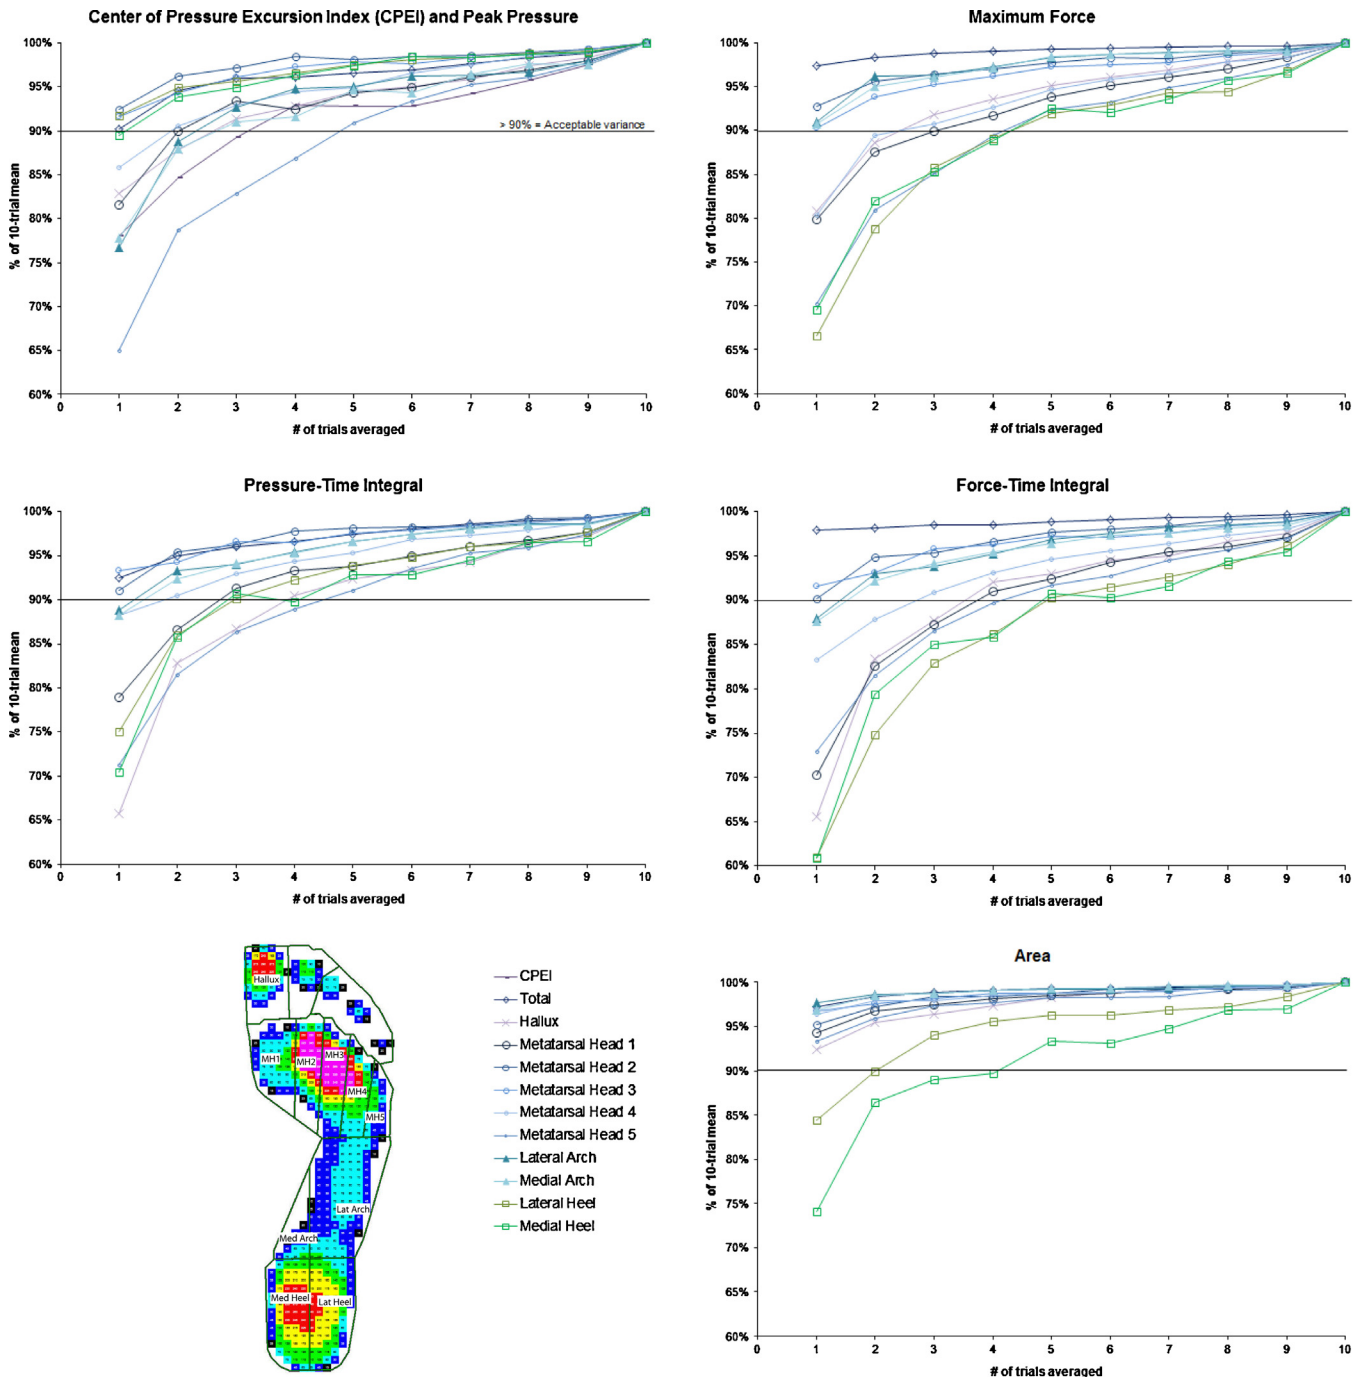 Center of Pressure Excursion Index (CPEI) and Peak Pressure
100%
95%
90%
85%
80%
75%
70%
65%
60%
% of 10-trial mean
> 90% = Acceptable variance
0 1 2 3 4 5 6 7 8 9 10
# of trials averaged
Maximum Force
100%
95%
90%
85%
80%
75%
70%
65%
60%
% of 10-trial mean
0 1 2 3 4 5 6 7 8 9 10
# of trials averaged
Pressure-Time Integral
100%
95%
90%
85%
80%
75%
70%
65%
60%
% of 10-trial mean
0 1 2 3 4 5 6 7 8 9 10
# of trials averaged
Force-Time Integral
100%
95%
90%
85%
80%
75%
70%
65%
60%
% of 10-trial mean
0 1 2 3 4 5 6 7 8 9 10
# of trials averaged
Hallux
MH1
MH2
MH3
MH4
MH5
Lat Arch
Med Arch
Med Heel
Lat Heel
CPEI
Total
Hallux
Metatarsal Head 1
Metatarsal Head 2
Metatarsal Head 3
Metatarsal Head 4
Metatarsal Head 5
Lateral Arch
Medial Arch
Lateral Heel
Medial Heel
Area
100%
95%
90%
85%
80%
75%
70%
65%
60%
% of 10-trial mean
0 1 2 3 4 5 6 7 8 9 10
# of trials averaged